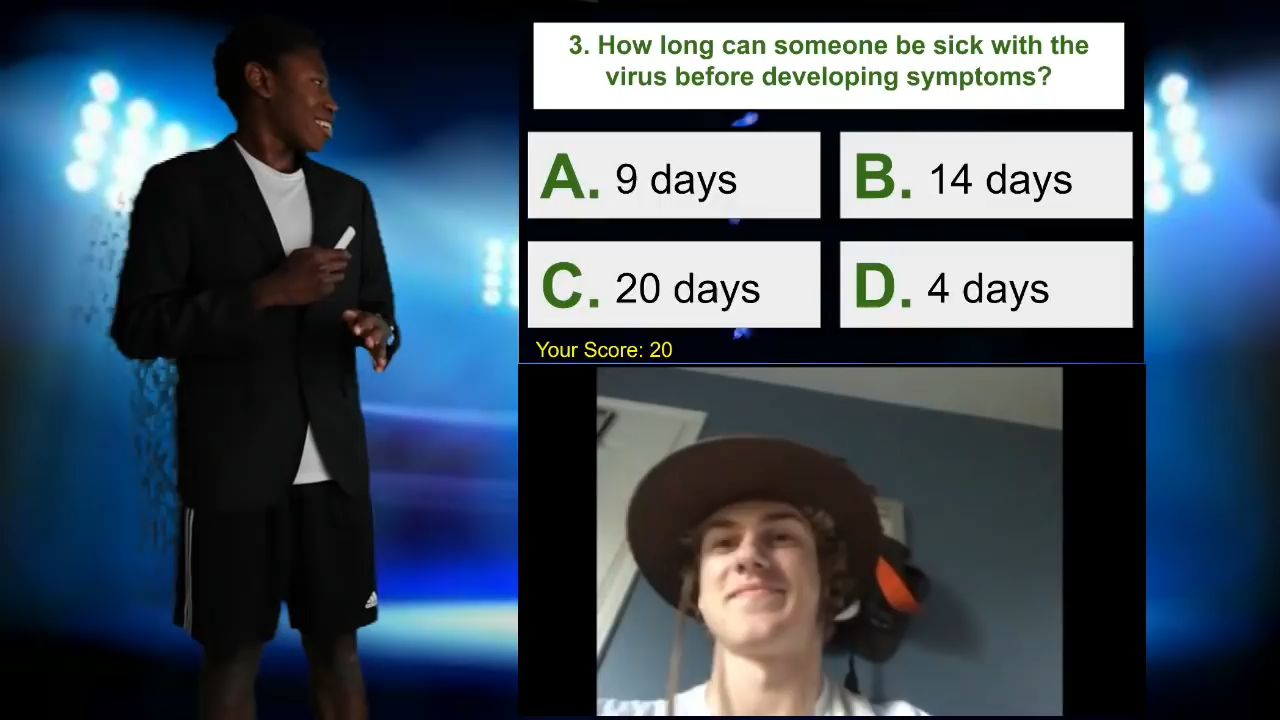 3. How long can someone be sick with the
virus before developing symptoms?
A. 9 days
B. 14 days
C. 20 days
D. 4 days
Your Score: 20